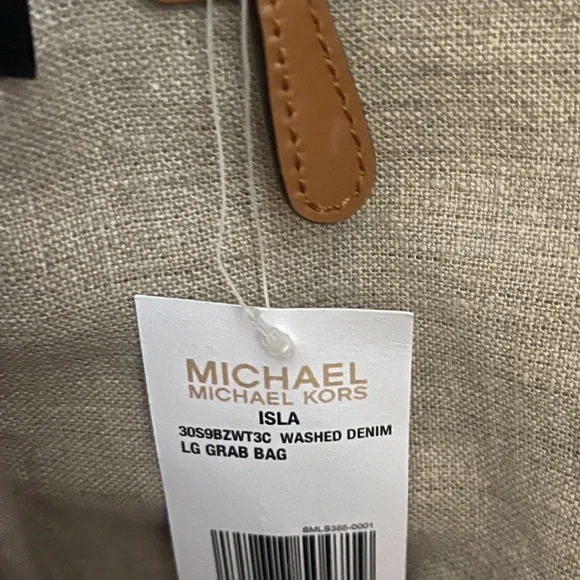 MICHAEL
MICHAEL KORS
ISLA
30S9BZWT3C WASHED DENIM
LG GRAB BAG
SMLS365-0001